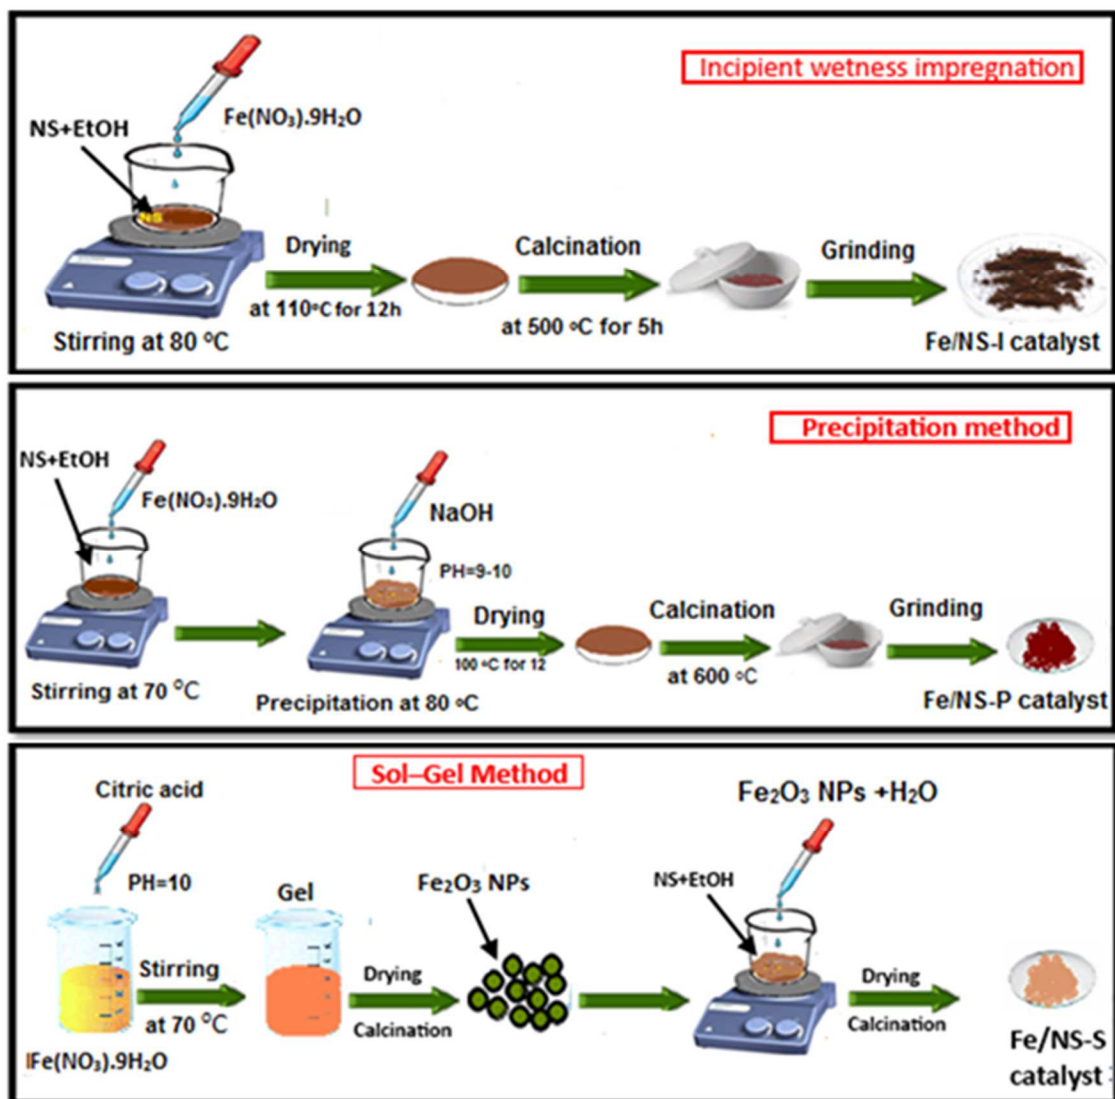 Incipient wetness impregnation
Fe(NO₃).9H₂O
NS+EtOH
NS
Drying
Calcination
Grinding
at 110°C for 12h
at 500 °C for 5h
Stirring at 80 °C
Fe/NS-I catalyst
Precipitation method
NS+EtOH
Fe(NO₃).9H₂O
NaOH
PH=9-10
Drying
Calcination
Grinding
100 °C for 12
at 600 °C
Stirring at 70 °C
Precipitation at 80 °C
Fe/NS-P catalyst
Sol–Gel Method
Citric acid
Fe₂O₃ NPs +H₂O
PH=10
Gel
Fe₂O₃ NPs
NS+EtOH
Stirring
at 70 °C
Drying
Calcination
Drying
Calcination
Fe(NO₃).9H₂O
Fe/NS-S
catalyst